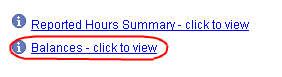 Reported Hours Summary - click to view
Balances - click to view